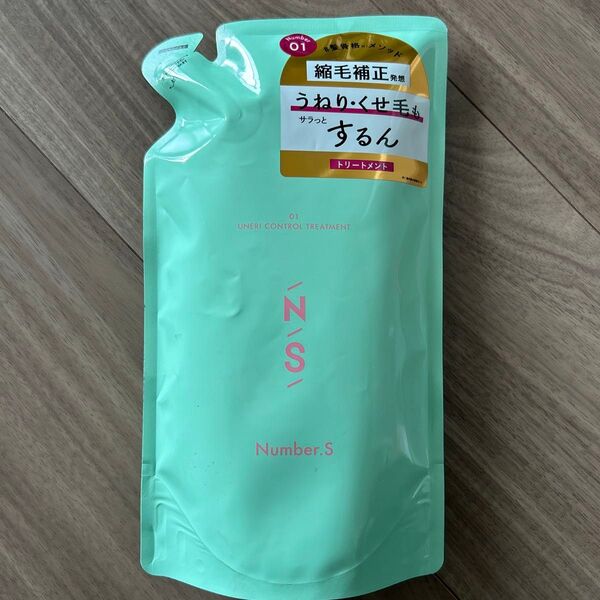 Number
01
縮毛補正発想
うねり・くせ毛も
サラっと
するん
トリートメント
01
UNERI CONTROL TREATMENT
N
S
Number.S